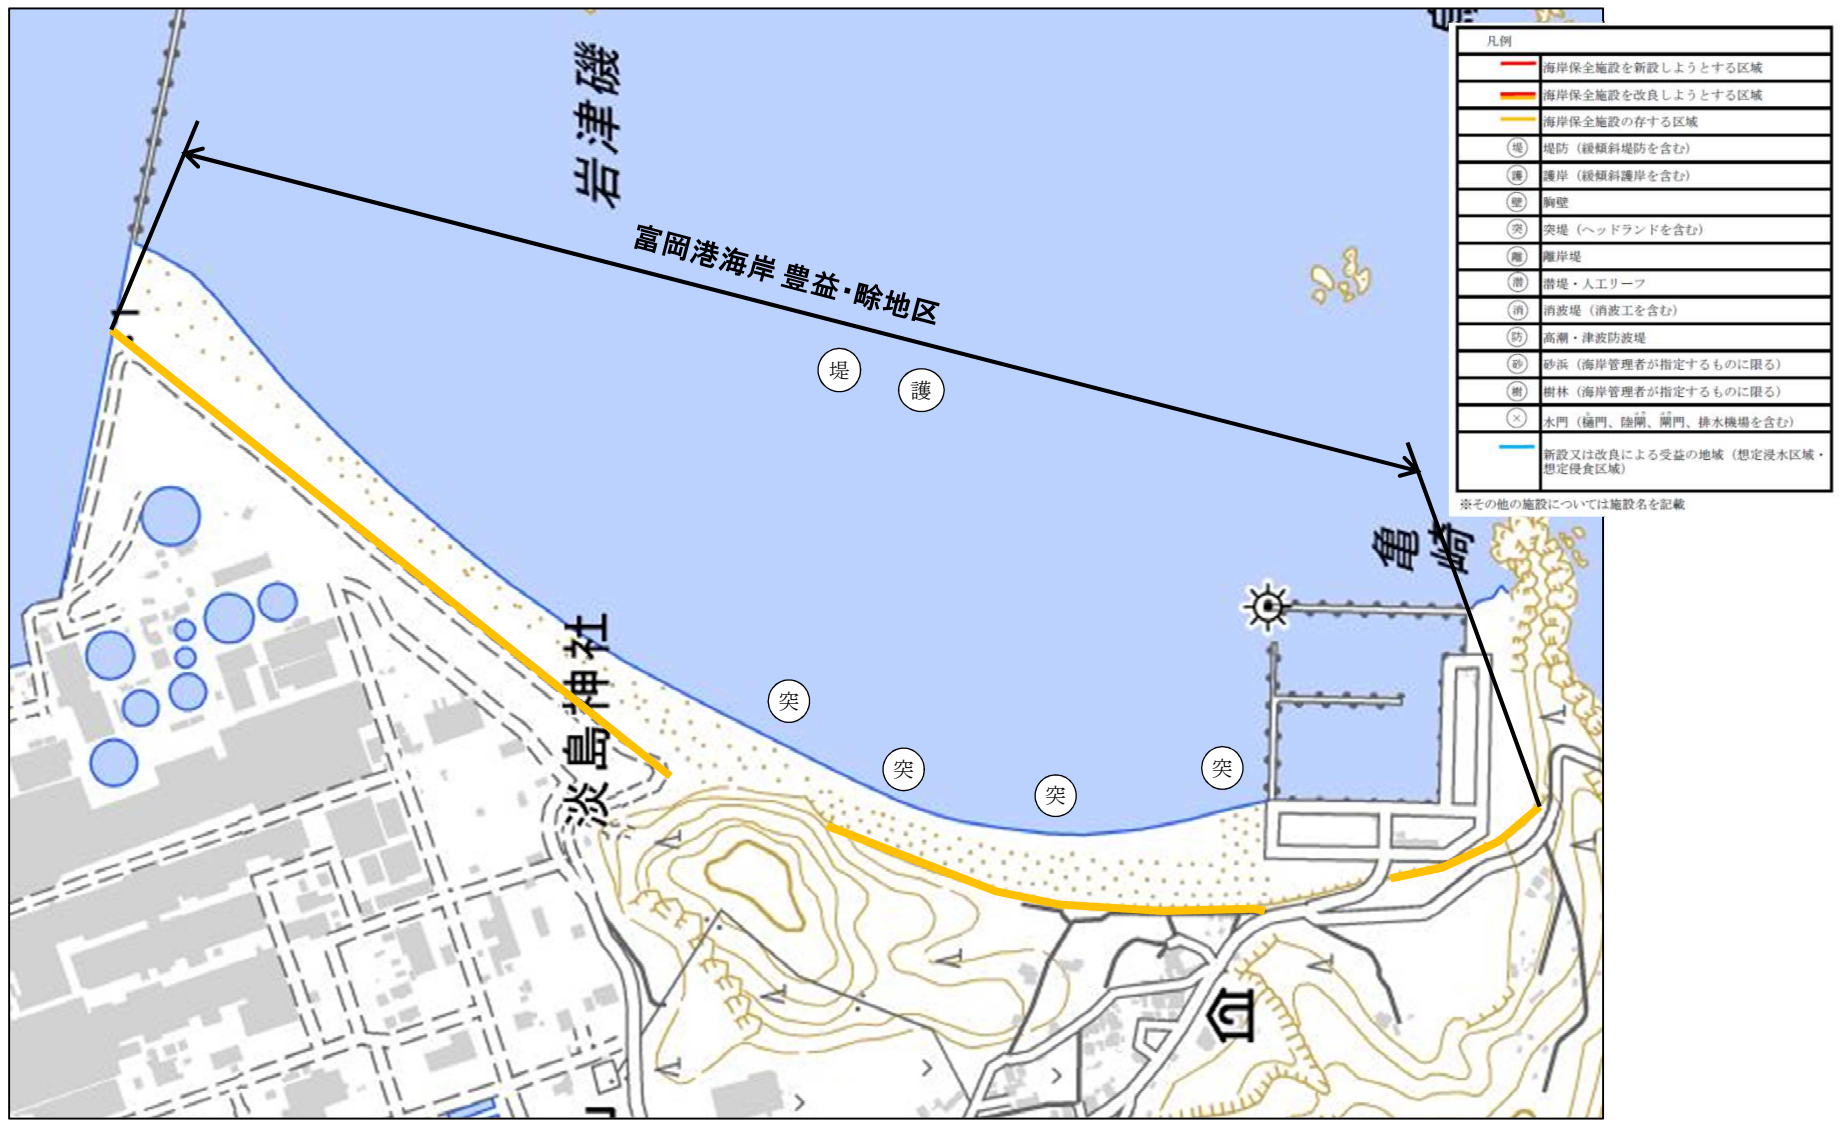 岩津磯
富岡港海岸 豊益・畭地区
堤
護
亀崎
淡島神社
突
突
突
突
凡例
海岸保全施設を新設しようとする区域
海岸保全施設を改良しようとする区域
海岸保全施設の存する区域
堤 堤防（緩傾斜堤防を含む）
護 護岸（緩傾斜護岸を含む）
壁 胸壁
突 突堤（ヘッドランドを含む）
離 離岸堤
潜 潜堤・人工リーフ
消 消波堤（消波工を含む）
防 高潮・津波防波堤
砂 砂浜（海岸管理者が指定するものに限る）
樹 樹林（海岸管理者が指定するものに限る）
× 水門（樋門、陸閘、閘門、排水機場を含む）
新設又は改良による受益の地域（想定浸水区域・
想定侵食区域）
※その他の施設については施設名を記載